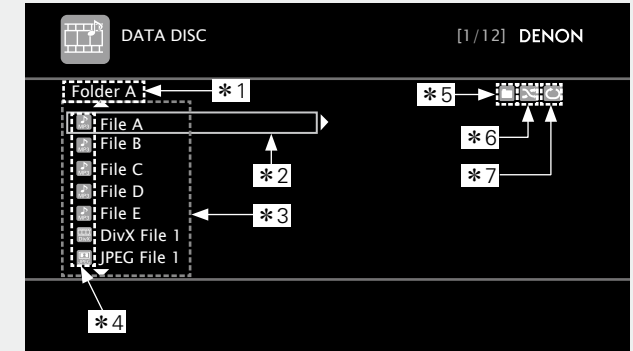 DATA DISC
[1/12] DENON
Folder A
*1
*5
File A
*6
File B
File C
*2
*7
File D
File E
*3
DivX File 1
JPEG File 1
*4